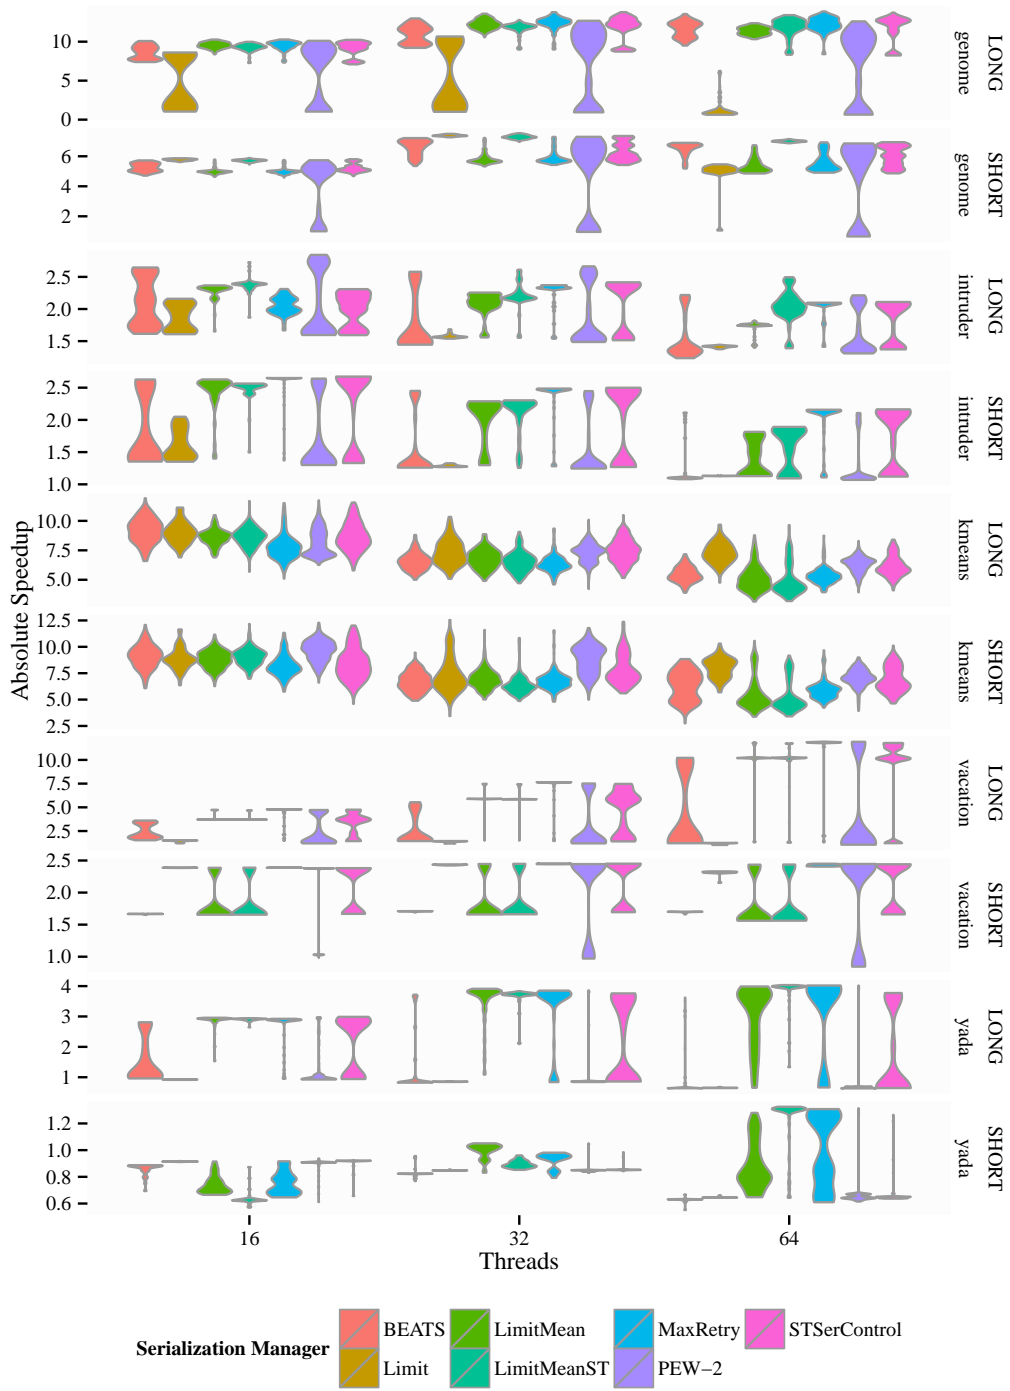 Absolute Speedup
10
5
0
LONG
genome
6
4
2
SHORT
genome
2.5
2.0
1.5
LONG
intruder
2.5
2.0
1.5
1.0
SHORT
intruder
10.0
7.5
5.0
LONG
kmeans
12.5
10.0
7.5
5.0
2.5
SHORT
kmeans
10.0
7.5
5.0
2.5
LONG
vacation
2.5
2.0
1.5
1.0
SHORT
vacation
4
3
2
1
LONG
yada
1.2
1.0
0.8
0.6
SHORT
yada
16 32 64
Threads
Serialization Manager
BEATS LimitMean MaxRetry STSerControl
Limit LimitMeanST PEW−2